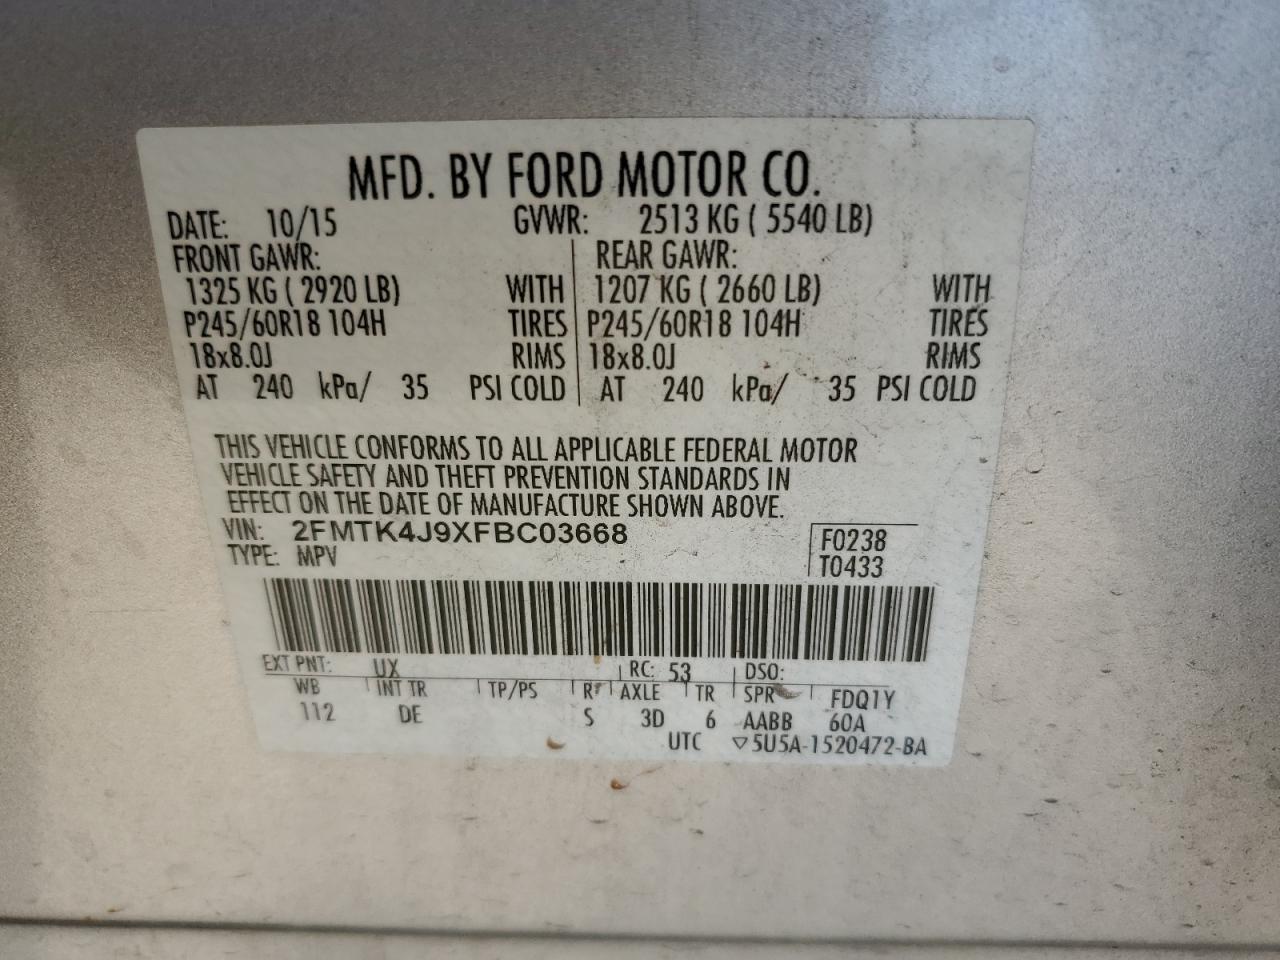 MFD. BY FORD MOTOR CO.
DATE: 10/15 GVWR: 2513 KG ( 5540 LB)
FRONT GAWR: REAR GAWR:
1325 KG ( 2920 LB) WITH 1207 KG ( 2660 LB) WITH
P245/60R18 104H TIRES P245/60R18 104H TIRES
18x8.0J RIMS 18x8.0J RIMS
AT 240 kPa/ 35 PSI COLD AT 240 kPa/ 35 PSI COLD
THIS VEHICLE CONFORMS TO ALL APPLICABLE FEDERAL MOTOR
VEHICLE SAFETY AND THEFT PREVENTION STANDARDS IN
EFFECT ON THE DATE OF MANUFACTURE SHOWN ABOVE.
VIN: 2FMTK4J9XFBC03668 F0238
TYPE: MPV T0433
EXT PNT: UX RC: 53 DSO:
WB INT TR TP/PS R AXLE TR SPR FDQ1Y
112 DE S 3D 6 AABB 60A
UTC ▽5U5A-1520472-BA